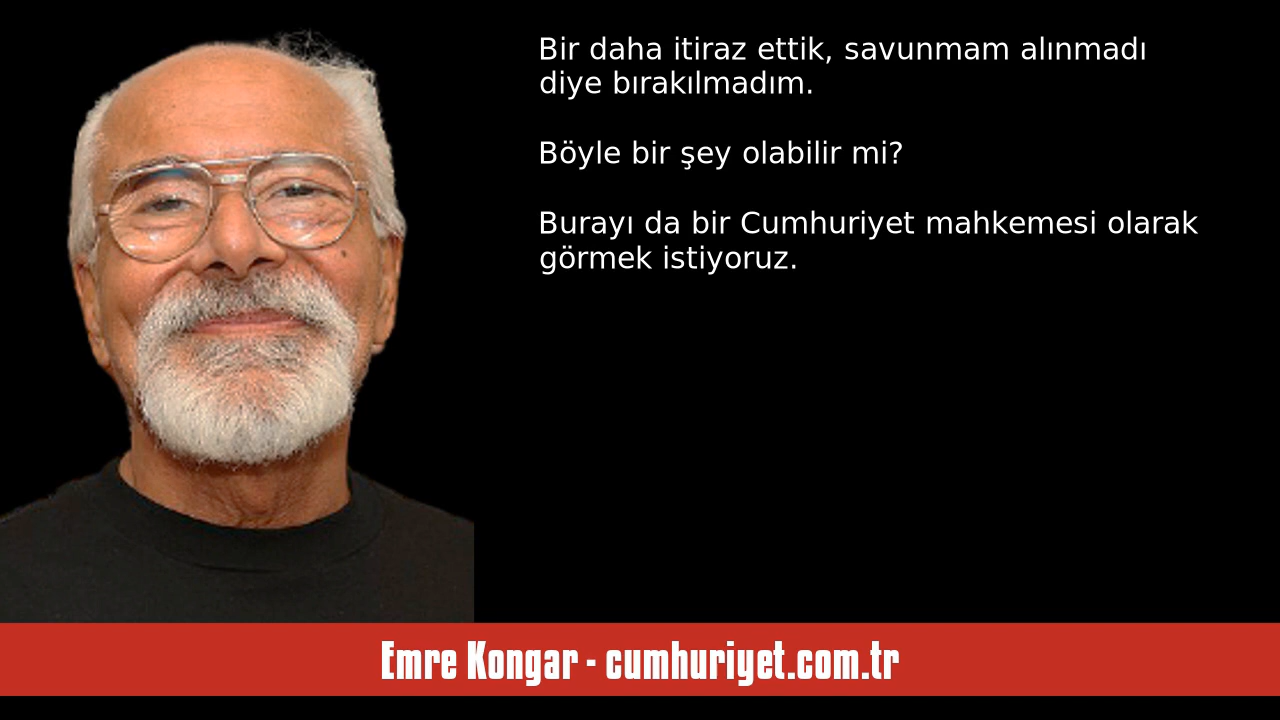 Bir daha itiraz ettik, savunmam alınmadı
diye bırakılmadım.
Böyle bir şey olabilir mi?
Burayı da bir Cumhuriyet mahkemesi olarak
görmek istiyoruz.
Emre Kongar - cumhuriyet.com.tr